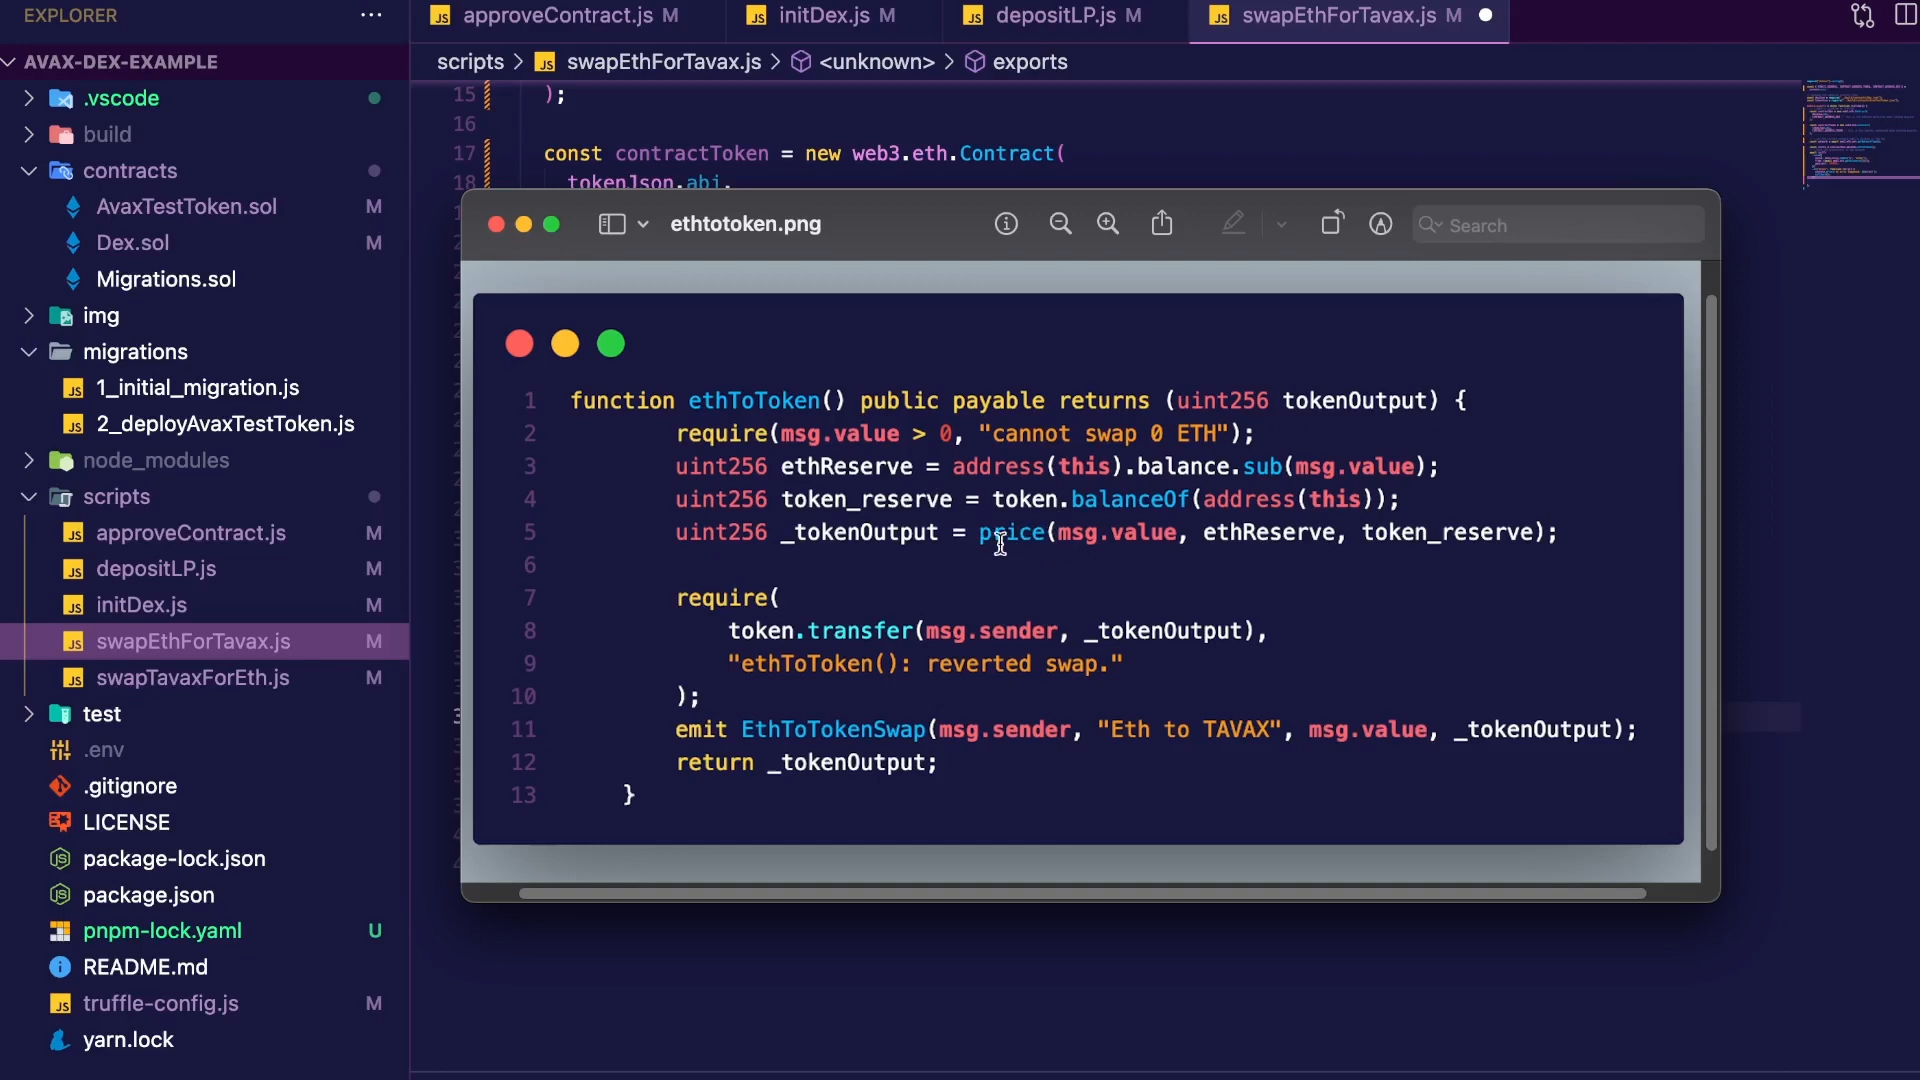 EXPLORER
AVAX-DEX-EXAMPLE
.vscode
build
contracts
AvaxTestToken.sol M
Dex.sol M
Migrations.sol
img
migrations
1_initial_migration.js
2_deployAvaxTestToken.js
node_modules
scripts
approveContract.js M
depositLP.js M
initDex.js M
swapEthForTavax.js M
swapTavaxForEth.js M
test
.env
.gitignore
LICENSE
package-lock.json
package.json
pnpm-lock.yaml U
README.md
truffle-config.js M
yarn.lock
approveContract.js M
initDex.js M
depositLP.js M
swapEthForTavax.js M
scripts > swapEthForTavax.js > <unknown> > exports
15 );
16
17 const contractToken = new web3.eth.Contract(
18 tokenJson.abi,
ethtotoken.png
Search
1 function ethToToken() public payable returns (uint256 tokenOutput) {
2 require(msg.value > 0, "cannot swap 0 ETH");
3 uint256 ethReserve = address(this).balance.sub(msg.value);
4 uint256 token_reserve = token.balanceOf(address(this));
5 uint256 _tokenOutput = price(msg.value, ethReserve, token_reserve);
6
7 require(
8 token.transfer(msg.sender, _tokenOutput),
9 "ethToToken(): reverted swap."
10 );
11 emit EthToTokenSwap(msg.sender, "Eth to TAVAX", msg.value, _tokenOutput);
12 return _tokenOutput;
13 }